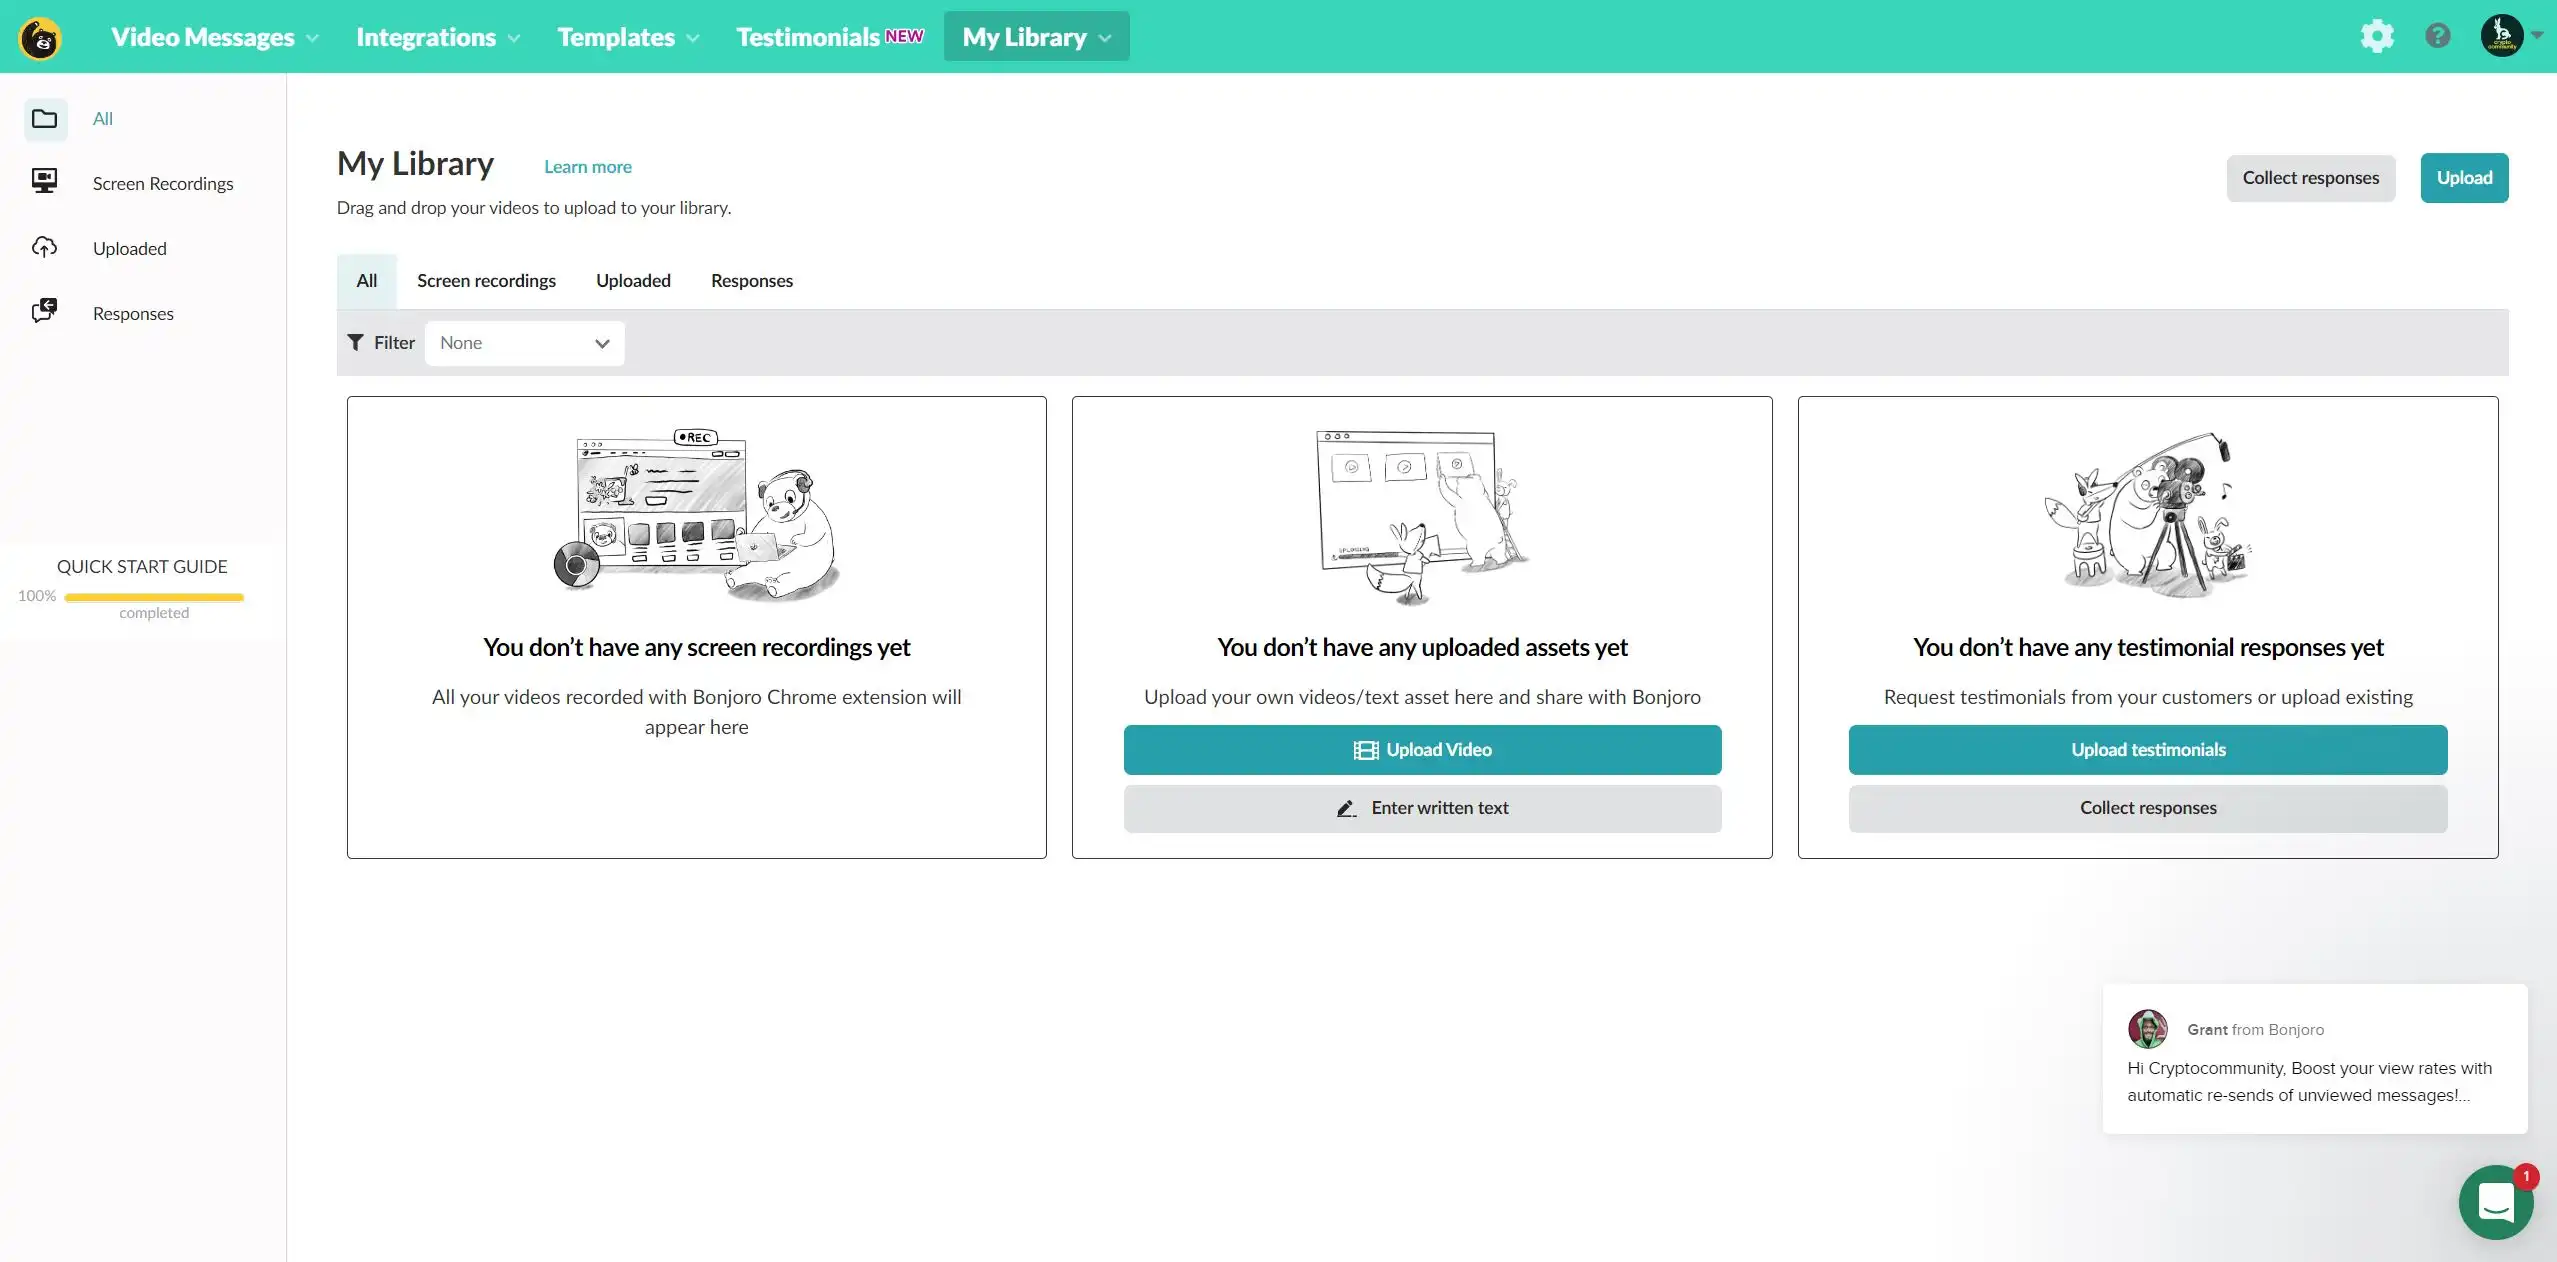 Video Messages
Integrations
Templates
Testimonials NEW
My Library
All
Screen Recordings
Uploaded
Responses
QUICK START GUIDE
100%
completed
My Library
Learn more
Drag and drop your videos to upload to your library.
Collect responses
Upload
All
Screen recordings
Uploaded
Responses
Filter
None
REC
You don’t have any screen recordings yet
All your videos recorded with Bonjoro Chrome extension will
appear here
UPLOADING
You don’t have any uploaded assets yet
Upload your own videos/text asset here and share with Bonjoro
Upload Video
Enter written text
You don’t have any testimonial responses yet
Request testimonials from your customers or upload existing
Upload testimonials
Collect responses
Grant from Bonjoro
Hi Cryptocommunity, Boost your view rates with
automatic re-sends of unviewed messages!...
1